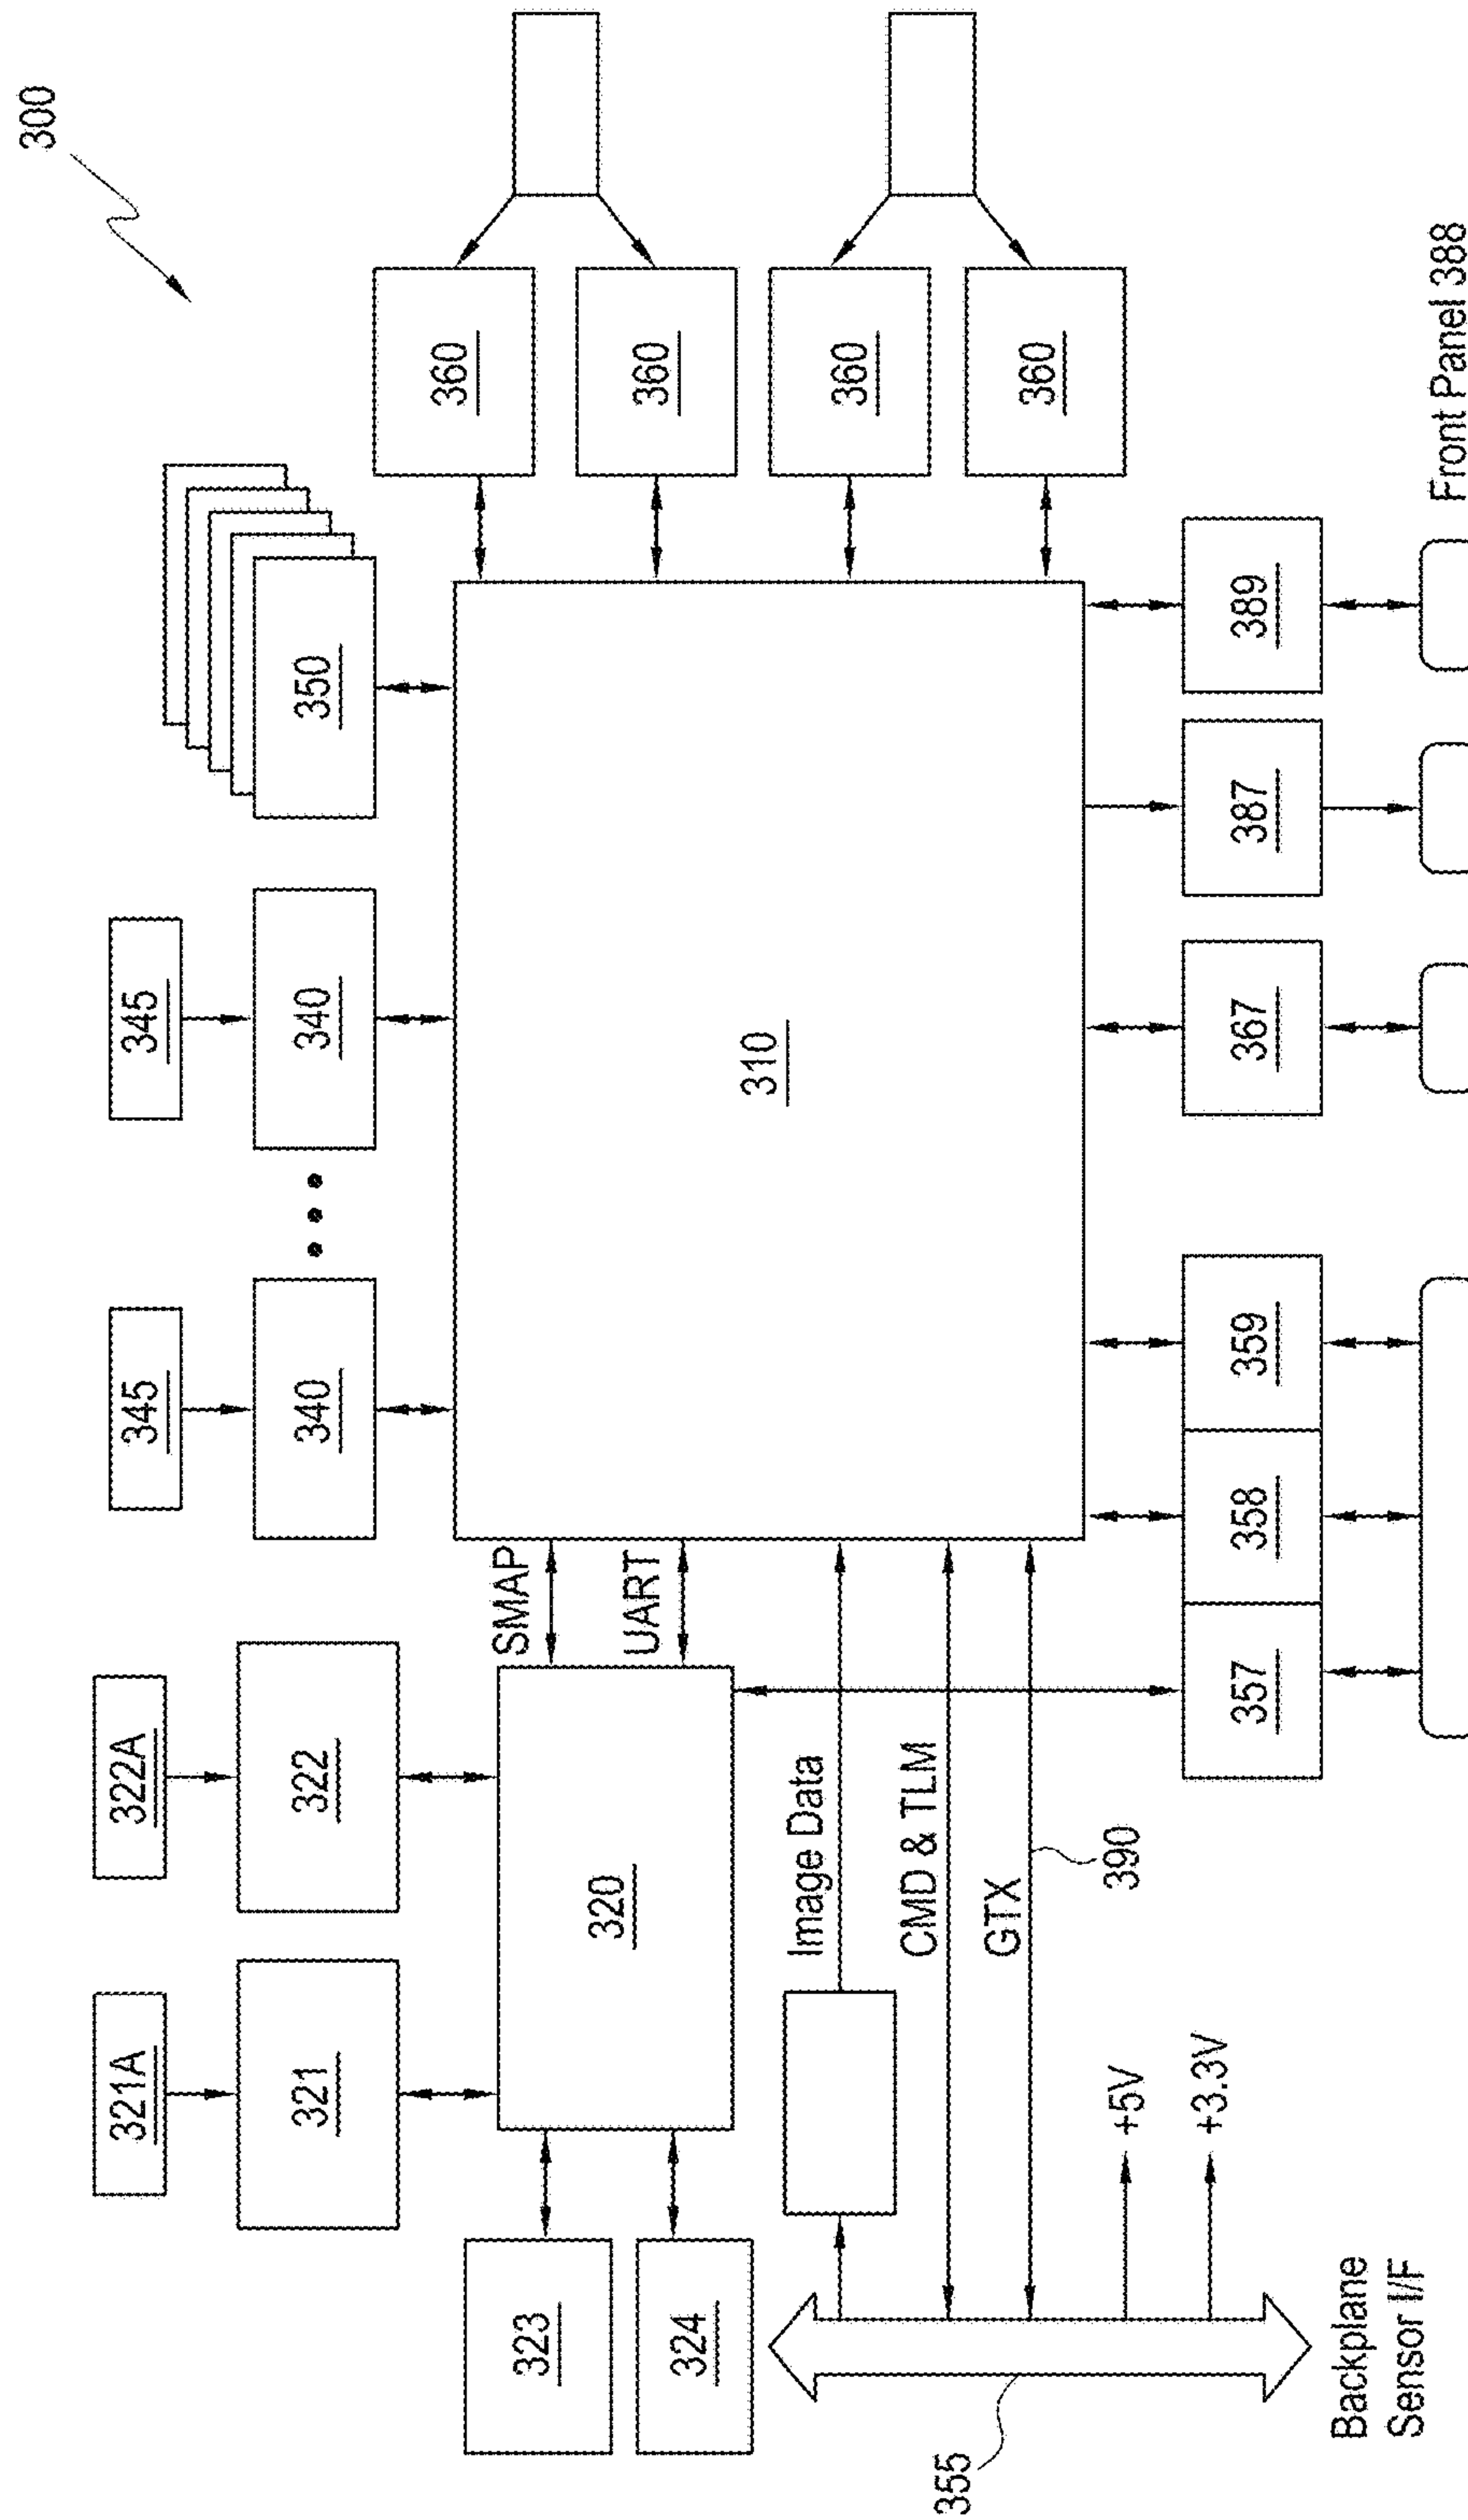 300
321A
322A
345
345
321
322
340
• • •
340
350
323
324
320
SMAP
UART
310
360
360
360
360
Image Data
CMD & TLM
GTX
390
355
+5V
+3.3V
Backplane
Sensor I/F
357
358
359
367
387
389
Front Panel 388